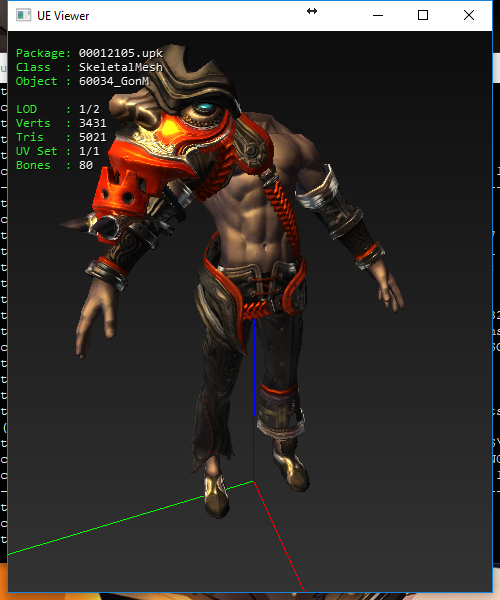 UE Viewer
Package: 00012105.upk
Class : SkeletalMesh
Object : 60034_GonM
LOD : 1/2
Verts : 3431
Tris : 5021
UV Set : 1/1
Bones : 80